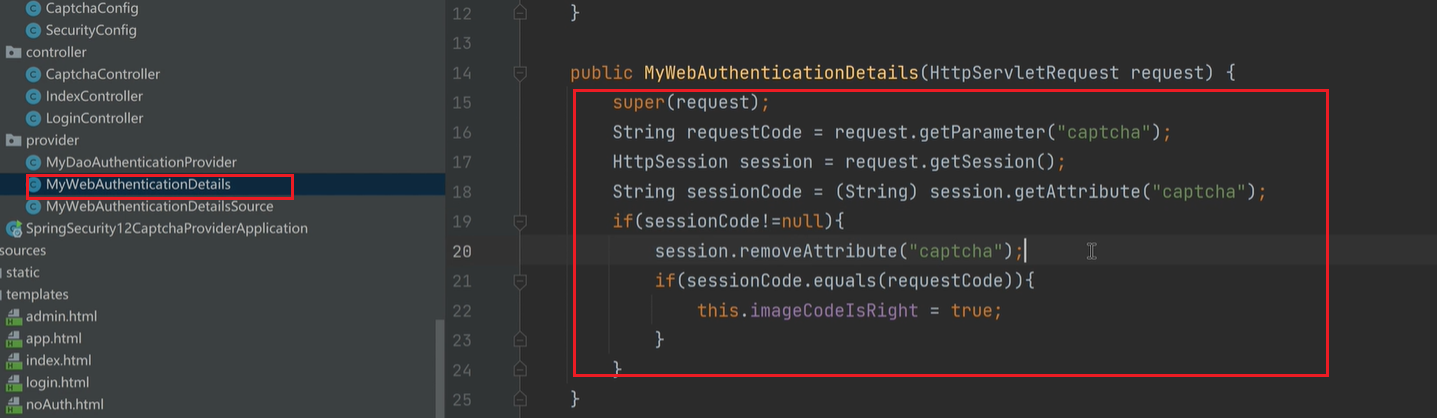 CaptchaConfig
SecurityConfig
controller
CaptchaController
IndexController
LoginController
provider
MyDaoAuthenticationProvider
MyWebAuthenticationDetails
MyWebAuthenticationDetailsSource
SpringSecurity12CaptchaProviderApplication
sources
static
templates
admin.html
app.html
index.html
login.html
noAuth.html
12 }
13
14 public MyWebAuthenticationDetails(HttpServletRequest request) {
15 super(request);
16 String requestCode = request.getParameter("captcha");
17 HttpSession session = request.getSession();
18 String sessionCode = (String) session.getAttribute("captcha");
19 if(sessionCode!=null){
20 session.removeAttribute("captcha");
21 if(sessionCode.equals(requestCode)){
22 this.imageCodeIsRight = true;
23 }
24 }
25 }